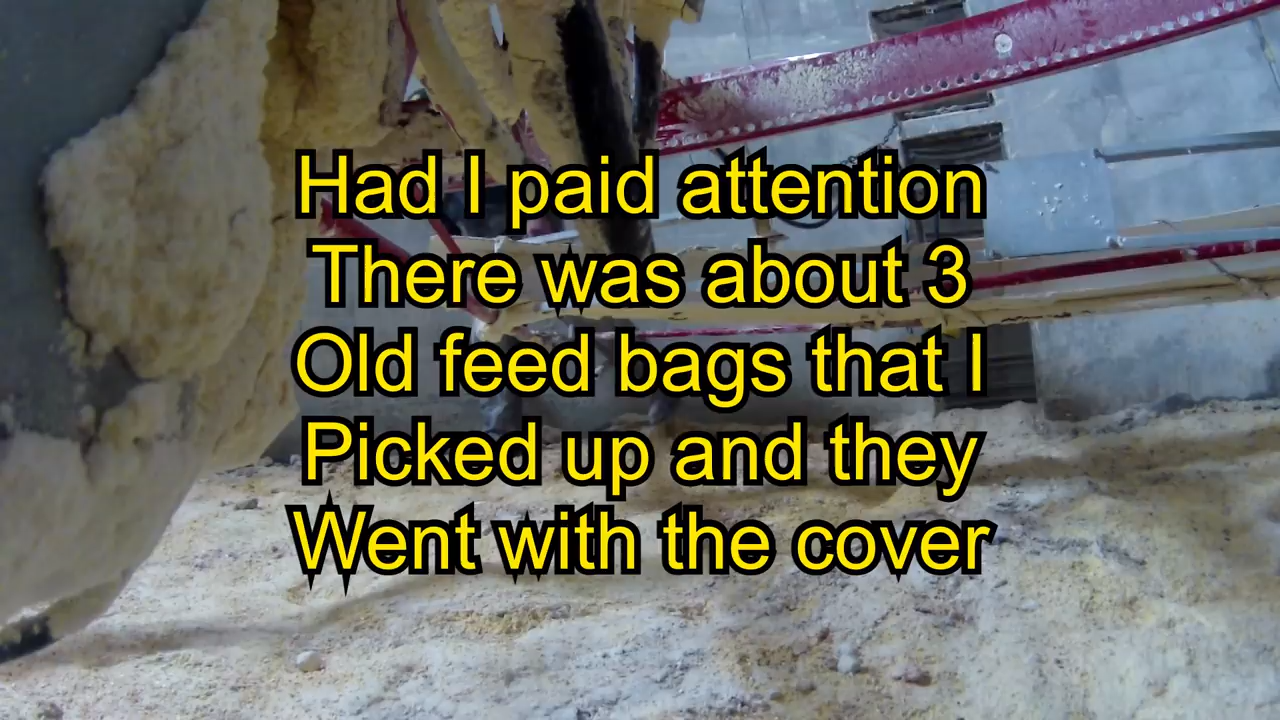 Had I paid attention
There was about 3
Old feed bags that I
Picked up and they
Went with the cover